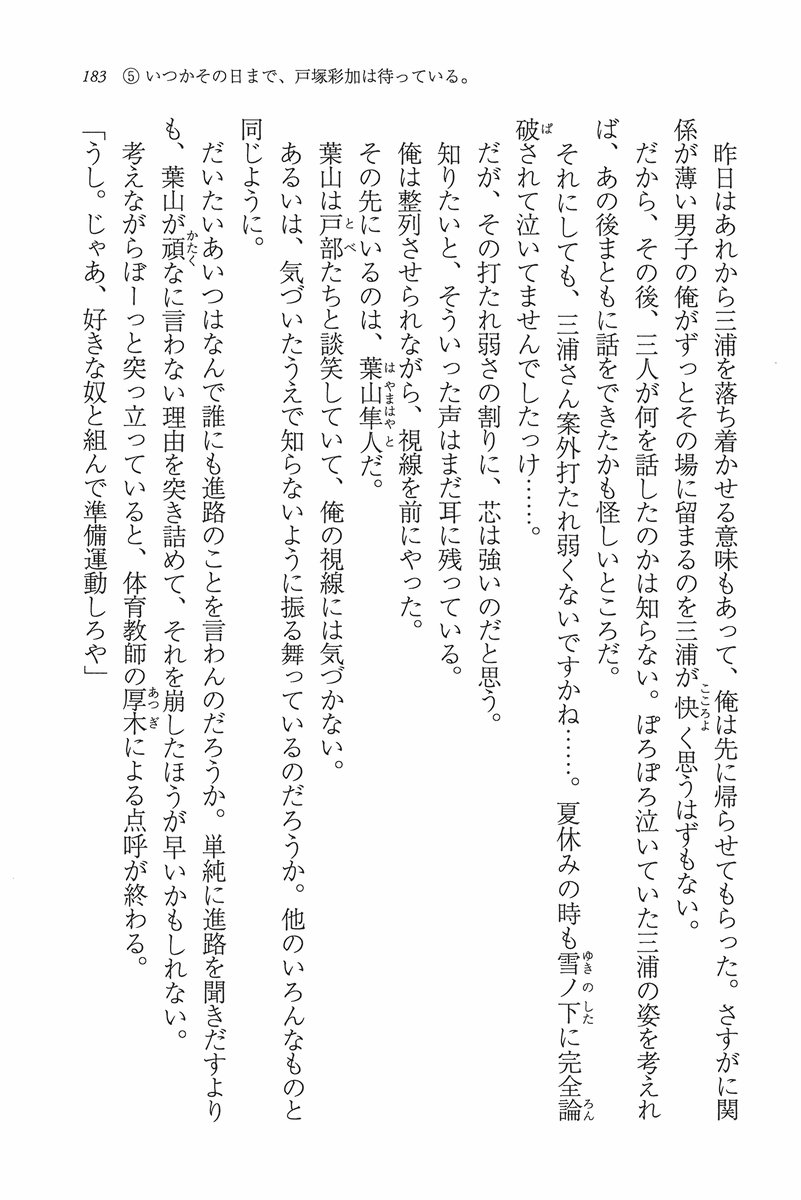 183 ⑤いつかその日まで、戸塚彩加は待っている。
昨日はあれから三浦を落ち着かせる意味もあって、俺は先に帰らせてもらった。さすがに関
係が薄い男子の俺がずっとその場に留まるのを三浦が快く思うはずもない。
だから、その後、三人が何を話したのかは知らない。ぽろぽろ泣いていた三浦の姿を考えれ
ば、あの後まともに話をできたかも怪しいところだ。
それにしても、三浦さん案外打たれ弱くないですかね……。夏休みの時も雪ノ下に完全論
破されて泣いてませんでしたっけ……。
だが、その打たれ弱さの割りに、芯は強いのだと思う。
知りたいと、そういった声はまだ耳に残っている。
俺は整列させられながら、視線を前にやった。
その先にいるのは、葉山隼人だ。
葉山は戸部たちと談笑していて、俺の視線には気づかない。
あるいは、気づいたうえで知らないように振る舞っているのだろうか。他のいろんなものと
同じように。
だいたいあいつはなんで誰にも進路のことを言わんのだろうか。単純に進路を聞きだすより
も、葉山が頑なに言わない理由を突き詰めて、それを崩したほうが早いかもしれない。
考えながらぼーっと突っ立っていると、体育教師の厚木による点呼が終わる。
「うし。じゃあ、好きな奴と組んで準備運動しろや」